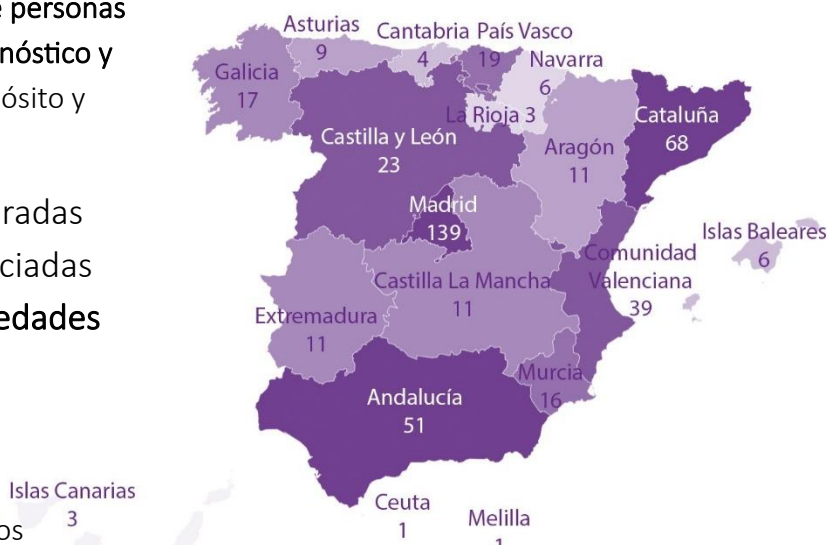 personas
nóstico y
ósito y
radas
ciadas
edades
os
Asturias
9
Cantabria
4
País Vasco
19
Navarra
6
Galicia
17
La Rioja 3
Castilla y León
23
Aragón
11
Cataluña
68
Madrid
139
Islas Baleares
6
Comunidad
Valenciana
39
Castilla La Mancha
11
Extremadura
11
Murcia
16
Andalucía
51
Islas Canarias
3
Ceuta
1
Melilla